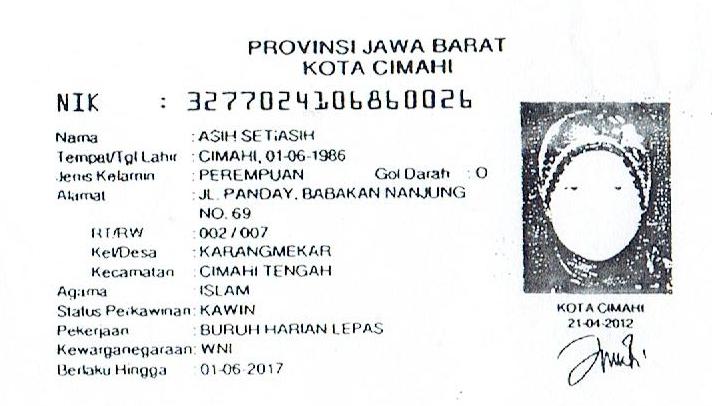 PROVINSI JAWA BARAT
KOTA CIMAHI
NIK : 3277024106860026
Nama : ASIH SETiASIH
Tempat/Tgl Lahir : CIMAHI, 01-06-1986
Jenis Kelamin : PEREMPUAN Gol Darah : O
Alamat : JL. PANDAY. BABAKAN NANJUNG
NO. 69
RT/RW : 002 / 007
Kel/Desa : KARANGMEKAR
Kecamatan : CIMAHI TENGAH
Agama : ISLAM
Status Perkawinan: KAWIN
Pekerjaan : BURUH HARIAN LEPAS
Kewarganegaraan: WNI
Berlaku Hingga : 01-06-2017
KOTA CIMAHI
21-04-2012